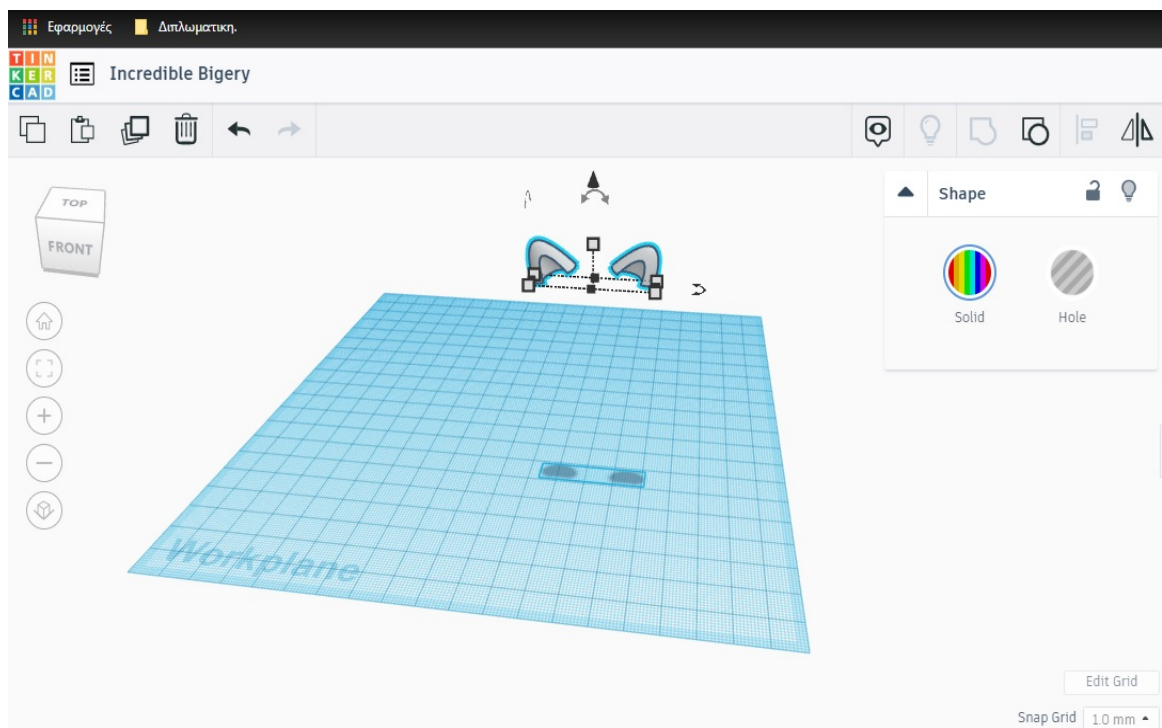 Εφαρμογές Διπλωματικη.
TIN
KER
CAD
Incredible Bigery
TOP
FRONT
Shape
Solid Hole
Workplane
Edit Grid
Snap Grid 1.0 mm